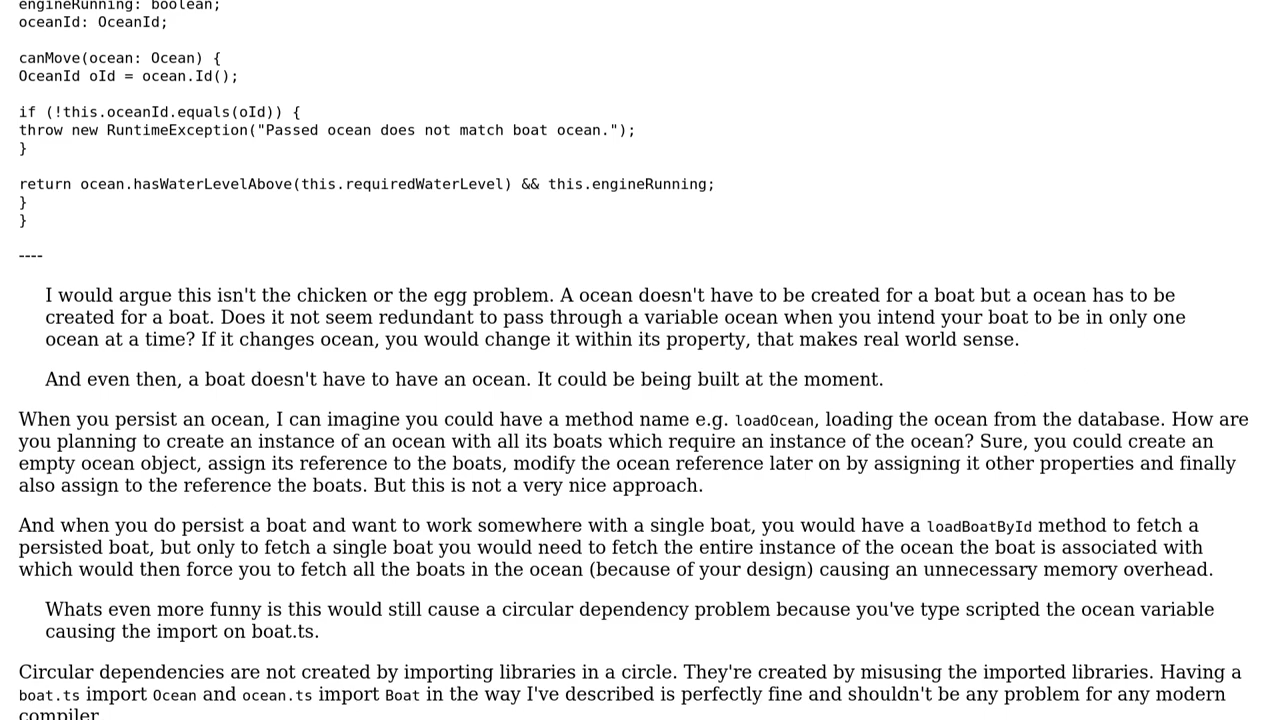 engineRunning: boolean;
oceanId: OceanId;
canMove(ocean: Ocean) {
OceanId oId = ocean.Id();
if (!this.oceanId.equals(oId)) {
throw new RuntimeException("Passed ocean does not match boat ocean.");
}
return ocean.hasWaterLevelAbove(this.requiredWaterLevel) && this.engineRunning;
}
}
----
I would argue this isn't the chicken or the egg problem. A ocean doesn't have to be created for a boat but a ocean has to be
created for a boat. Does it not seem redundant to pass through a variable ocean when you intend your boat to be in only one
ocean at a time? If it changes ocean, you would change it within its property, that makes real world sense.
And even then, a boat doesn't have to have an ocean. It could be being built at the moment.
When you persist an ocean, I can imagine you could have a method name e.g. loadOcean, loading the ocean from the database. How are
you planning to create an instance of an ocean with all its boats which require an instance of the ocean? Sure, you could create an
empty ocean object, assign its reference to the boats, modify the ocean reference later on by assigning it other properties and finally
also assign to the reference the boats. But this is not a very nice approach.
And when you do persist a boat and want to work somewhere with a single boat, you would have a loadBoatById method to fetch a
persisted boat, but only to fetch a single boat you would need to fetch the entire instance of the ocean the boat is associated with
which would then force you to fetch all the boats in the ocean (because of your design) causing an unnecessary memory overhead.
Whats even more funny is this would still cause a circular dependency problem because you've type scripted the ocean variable
causing the import on boat.ts.
Circular dependencies are not created by importing libraries in a circle. They're created by misusing the imported libraries. Having a
boat.ts import Ocean and ocean.ts import Boat in the way I've described is perfectly fine and shouldn't be any problem for any modern
compiler.